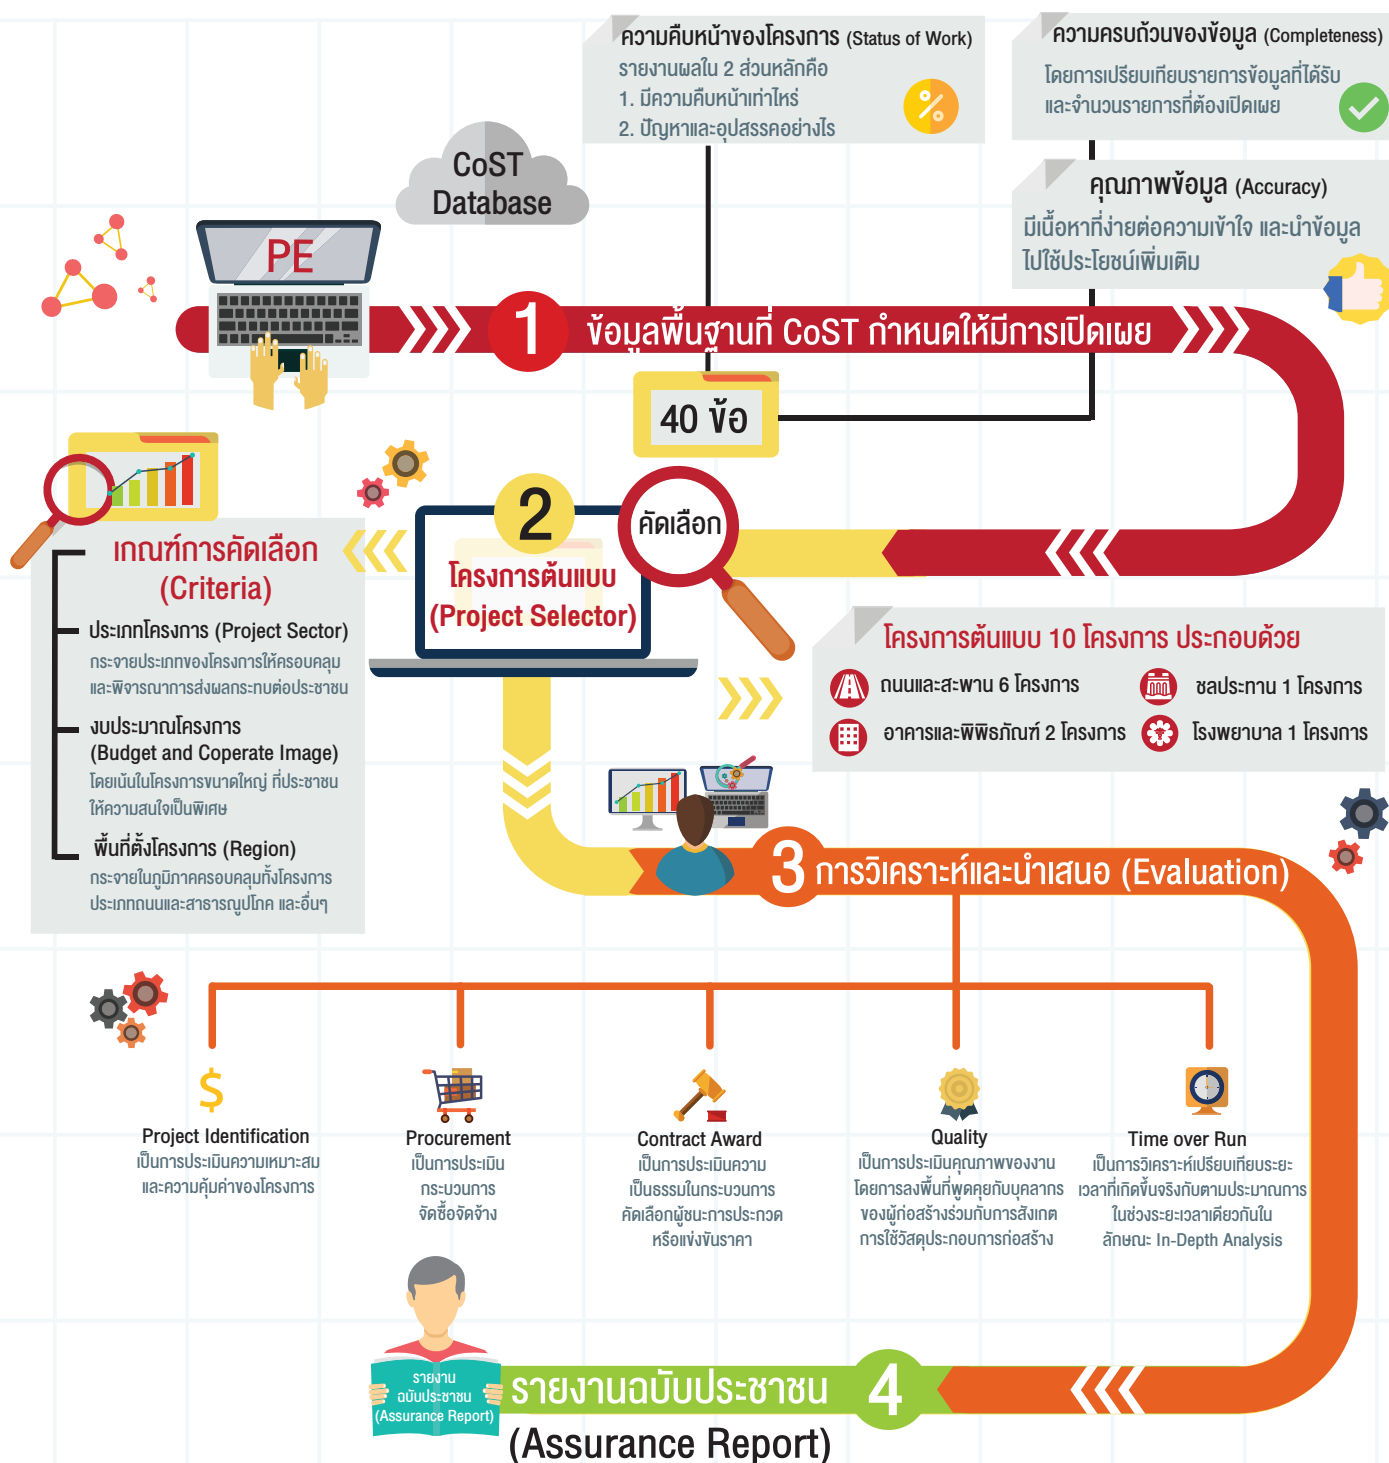 ความคืบหน้าของโครงการ (Status of Work)
รายงานผลใน 2 ส่วนหลักคือ
1. มีความคืบหน้าเท่าไหร่
2. ปัญหาและอุปสรรคอย่างไร
%
ความครบถ้วนของข้อมูล (Completeness)
โดยการเปรียบเทียบรายการข้อมูลที่ได้รับ
และจำนวนรายการที่ต้องเปิดเผย
คุณภาพข้อมูล (Accuracy)
มีเนื้อหาที่ง่ายต่อความเข้าใจ และนำข้อมูล
ไปใช้ประโยชน์เพิ่มเติม
CoST
Database
PE
1 ข้อมูลพื้นฐานที่ CoST กำหนดให้มีการเปิดเผย
40 ข้อ
2
คัดเลือก
โครงการต้นแบบ
(Project Selector)
เกณฑ์การคัดเลือก
(Criteria)
ประเภทโครงการ (Project Sector)
กระจายประเภทของโครงการให้ครอบคลุม
และพิจารณาการส่งผลกระทบต่อประชาชน
งบประมาณโครงการ
(Budget and Coperate Image)
โดยเน้นในโครงการขนาดใหญ่ ที่ประชาชน
ให้ความสนใจเป็นพิเศษ
พื้นที่ตั้งโครงการ (Region)
กระจายในภูมิภาคครอบคลุมทั้งโครงการ
ประเภทถนนและสาธารณูปโภค และอื่นๆ
โครงการต้นแบบ 10 โครงการ ประกอบด้วย
ถนนและสะพาน 6 โครงการ
ชลประทาน 1 โครงการ
อาคารและพิพิธภัณฑ์ 2 โครงการ
โรงพยาบาล 1 โครงการ
3 การวิเคราะห์และนำเสนอ (Evaluation)
$
Project Identification
เป็นการประเมินความเหมาะสม
และความคุ้มค่าของโครงการ
Procurement
เป็นการประเมิน
กระบวนการ
จัดซื้อจัดจ้าง
Contract Award
เป็นการประเมินความ
เป็นธรรมในกระบวนการ
คัดเลือกผู้ชนะการประกวด
หรือแข่งขันราคา
Quality
เป็นการประเมินคุณภาพของงาน
โดยการลงพื้นที่พูดคุยกับบุคลากร
ของผู้ก่อสร้างร่วมกับการสังเกต
การใช้วัสดุประกอบการก่อสร้าง
Time over Run
เป็นการวิเคราะห์เปรียบเทียบระยะ
เวลาที่เกิดขึ้นจริงกับตามประมาณการ
ในช่วงระยะเวลาเดียวกันใน
ลักษณะ In-Depth Analysis
รายงาน
ฉบับประชาชน
(Assurance Report)
รายงานฉบับประชาชน 4
(Assurance Report)